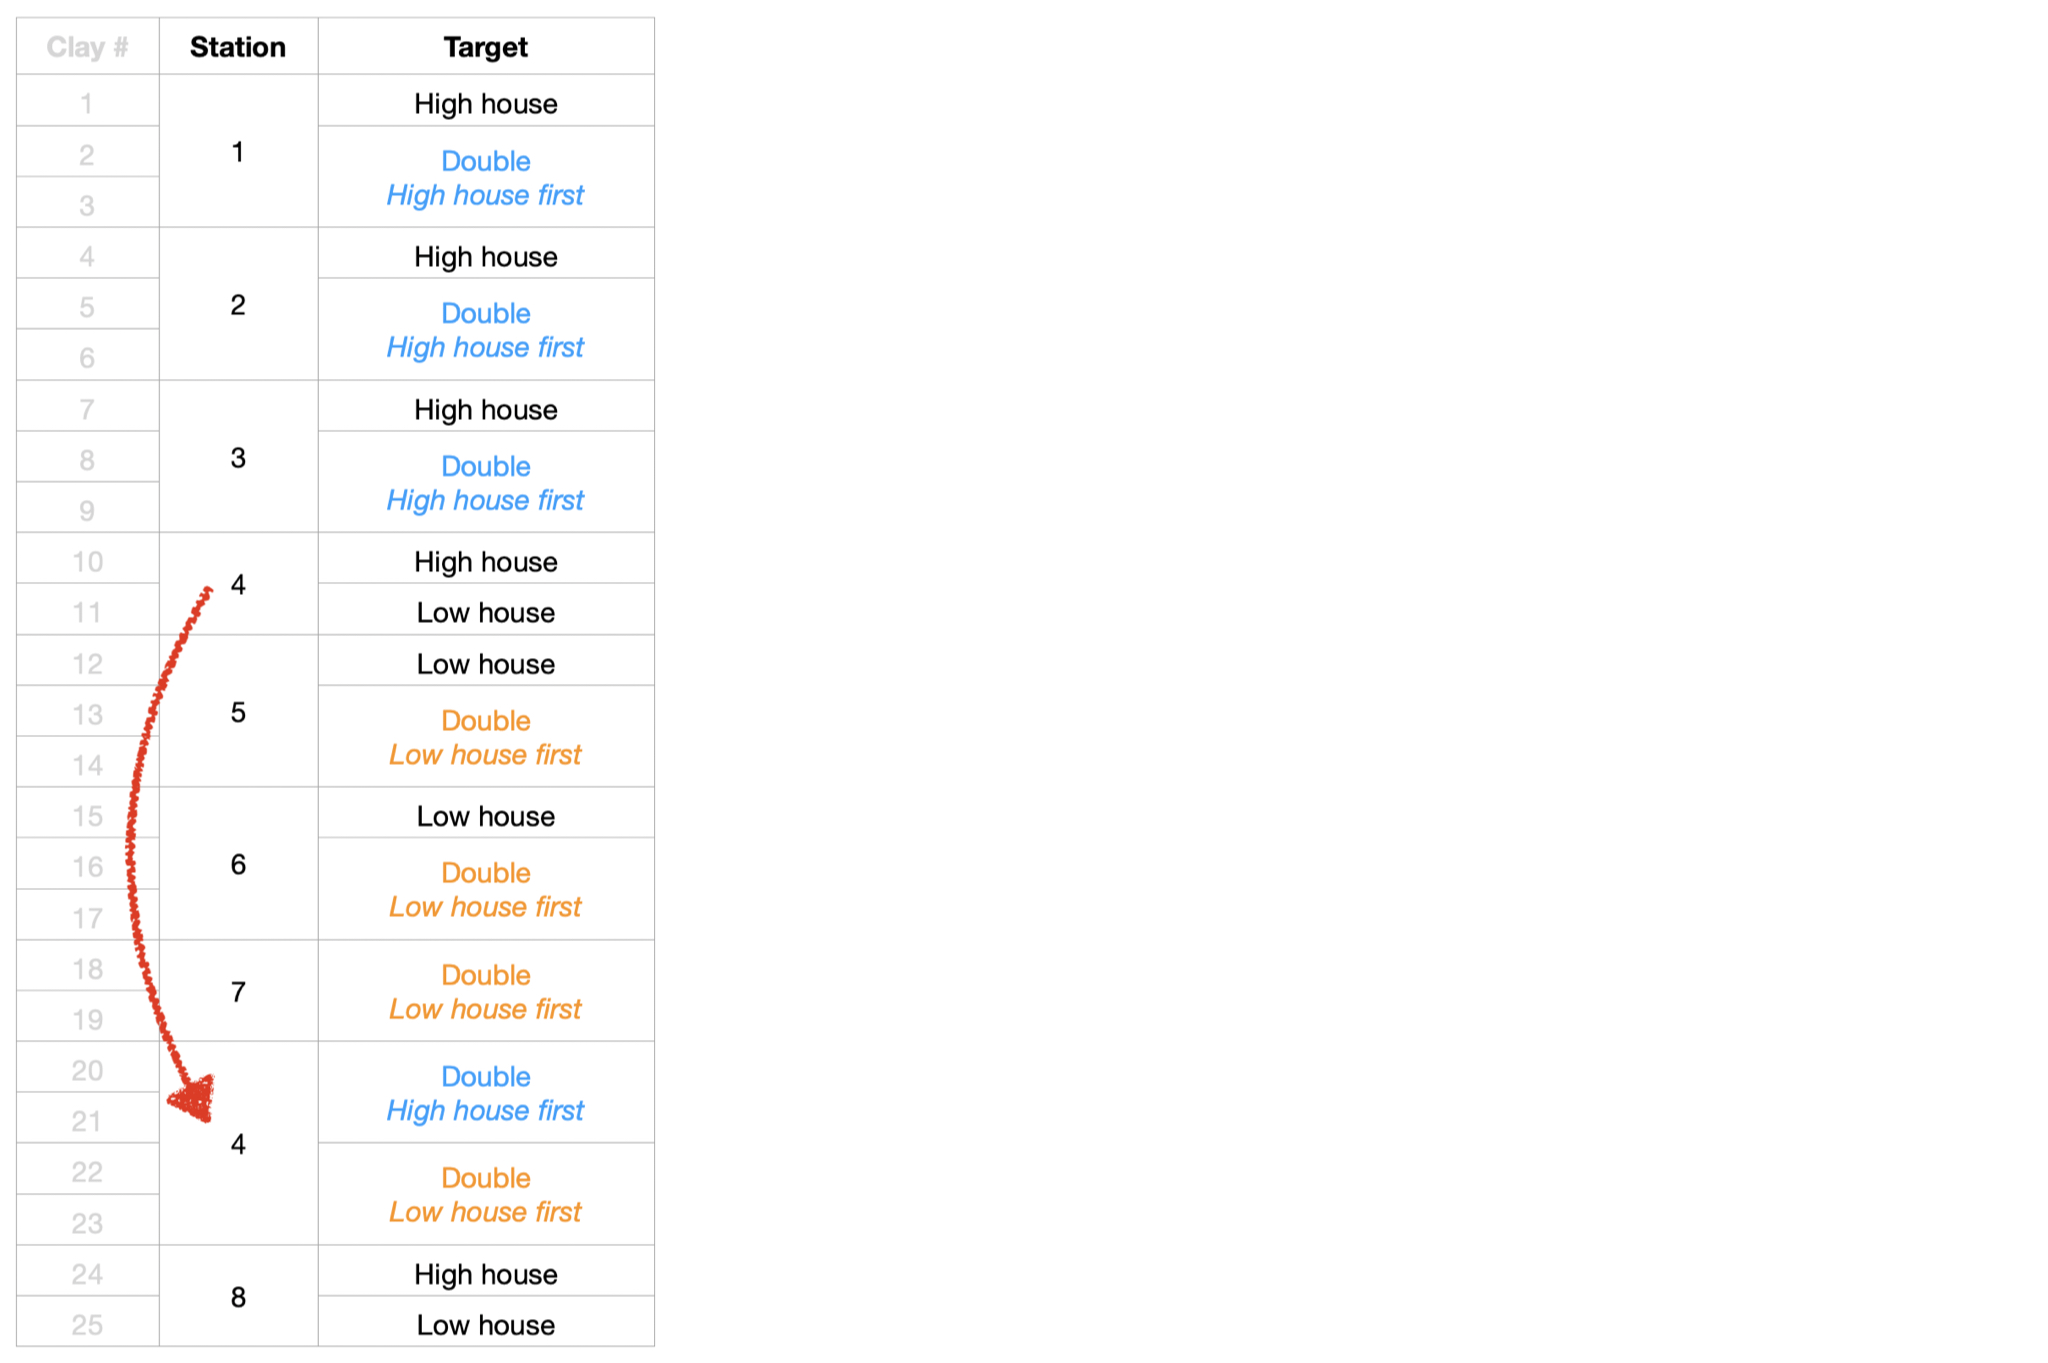 Clay # Station Target
1 High house
2 1 Double
High house first
3
4 High house
5 2 Double
High house first
6
7 High house
8 3 Double
High house first
9
10 High house
4
11 Low house
12 Low house
13 5 Double
Low house first
14
15 Low house
16 6 Double
Low house first
17
18 Double
7
19 Low house first
20 Double
21 High house first
4
22 Double
23 Low house first
24 High house
8
25 Low house